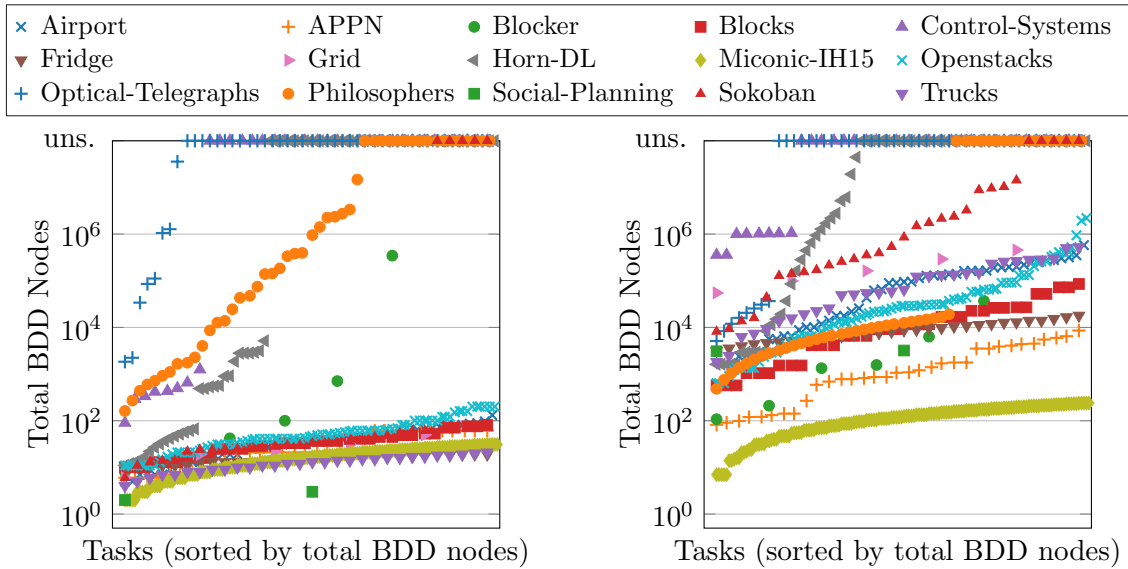 Airport APPN Blocker Blocks Control-Systems
Fridge Grid Horn-DL Miconic-IH15 Openstacks
Optical-Telegraphs Philosophers Social-Planning Sokoban Trucks
uns.
10^6
10^4
10^2
10^0
Total BDD Nodes
Tasks (sorted by total BDD nodes)
uns.
10^6
10^4
10^2
10^0
Total BDD Nodes
Tasks (sorted by total BDD nodes)